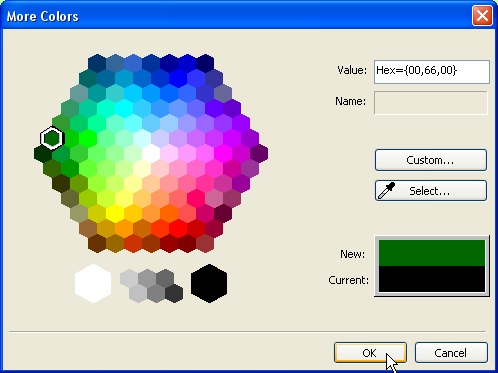 More Colors
Value: Hex={00,66,00}
Name:
Custom...
Select...
New:
Current:
OK Cancel